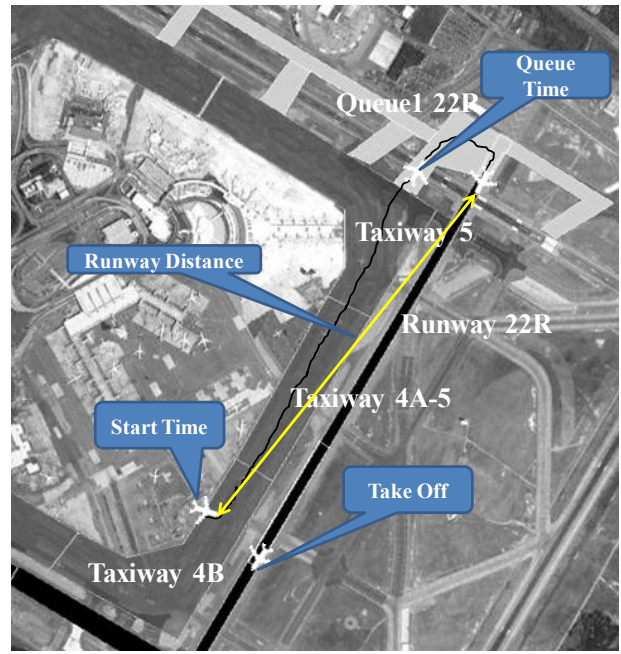 Queue
Time
Queue1 22R
Taxiway 5
Runway Distance
Runway 22R
Taxiway 4A-5
Start Time
Take Off
Taxiway 4B